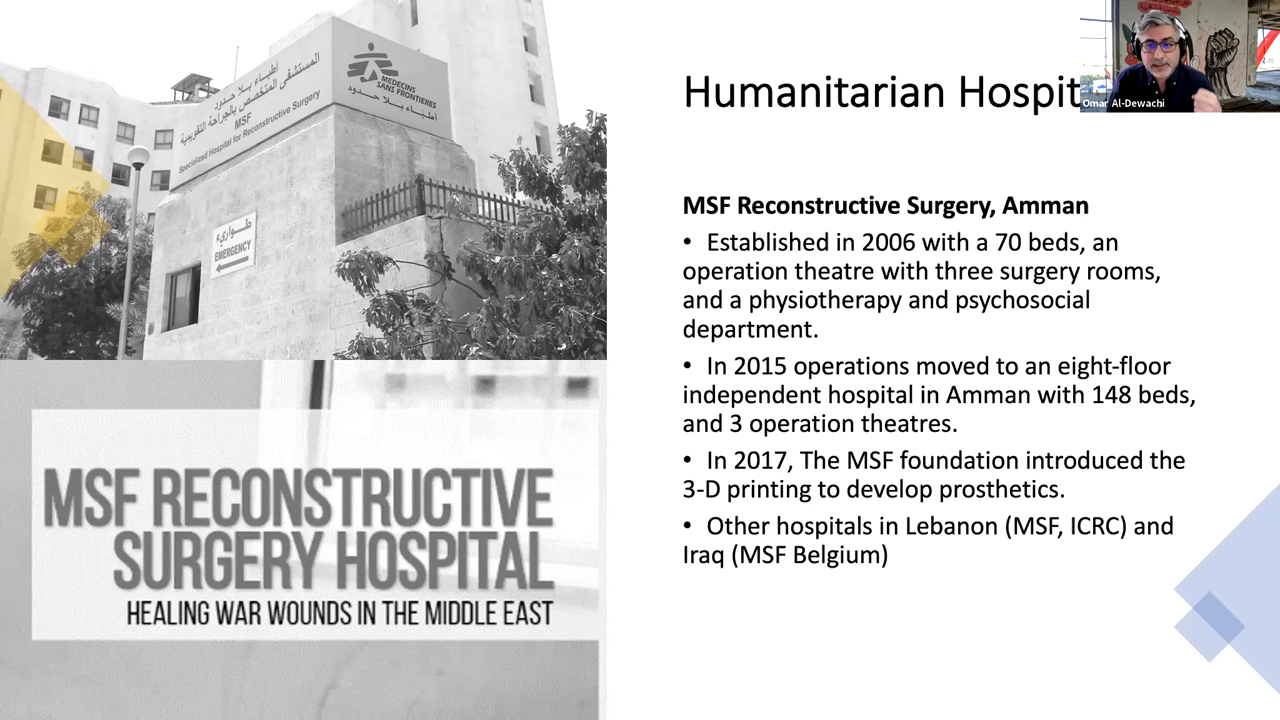 أطباء بلا حدود
المستشفى المتخصص بالجراحة التقويمية
MSF
Specialized Hospital for Reconstructive Surgery
MEDECINS
SANS FRONTIERES
أطباء بلا حدود
طوارىء
EMERGENCY
MSF RECONSTRUCTIVE
SURGERY HOSPITAL
HEALING WAR WOUNDS IN THE MIDDLE EAST
Humanitarian Hospit
Omar Al-Dewachi
MSF Reconstructive Surgery, Amman
• Established in 2006 with a 70 beds, an
operation theatre with three surgery rooms,
and a physiotherapy and psychosocial
department.
• In 2015 operations moved to an eight-floor
independent hospital in Amman with 148 beds,
and 3 operation theatres.
• In 2017, The MSF foundation introduced the
3-D printing to develop prosthetics.
• Other hospitals in Lebanon (MSF, ICRC) and
Iraq (MSF Belgium)